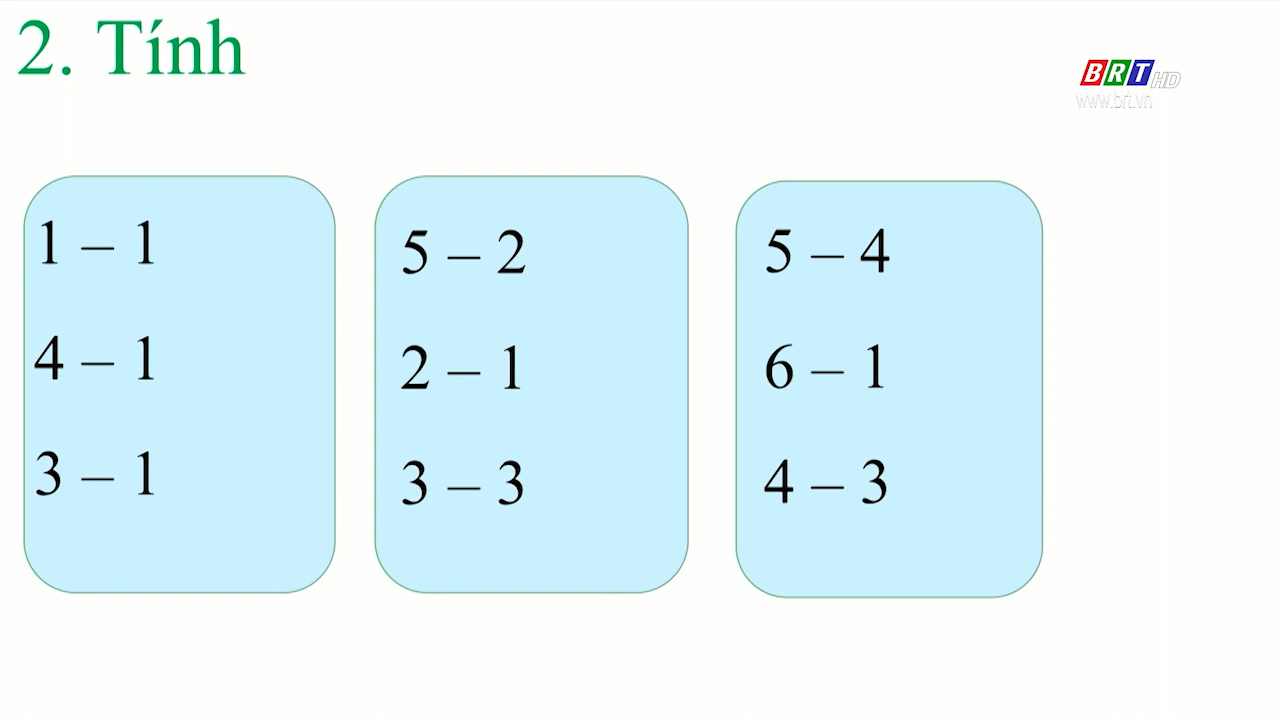 2. Tính
BRT HD
www.brt.vn
1 – 1
4 – 1
3 – 1
5 – 2
2 – 1
3 – 3
5 – 4
6 – 1
4 – 3